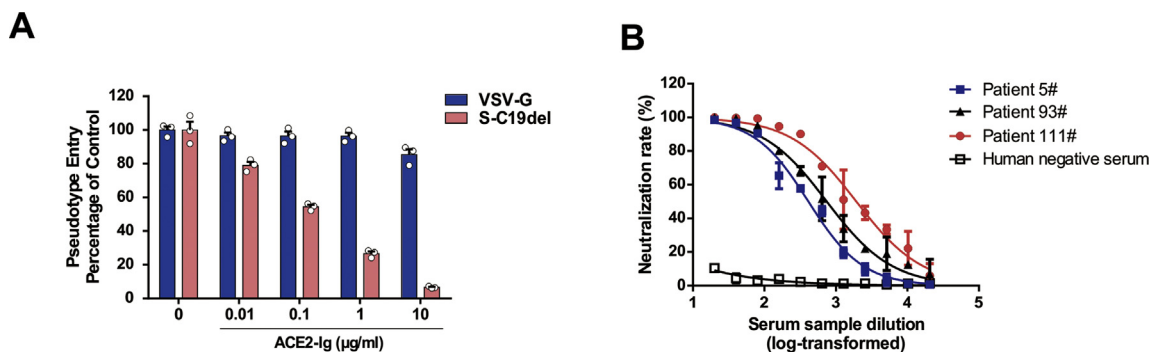 A
Pseudotype Entry
Percentage of Control
120
100
80
60
40
20
0
0
0.01
0.1
1
10
ACE2-Ig (μg/ml)
VSV-G
S-C19del
B
Neutralization rate (%)
120
100
80
60
40
20
0
1
2
3
4
5
Serum sample dilution
(log-transformed)
Patient 5#
Patient 93#
Patient 111#
Human negative serum